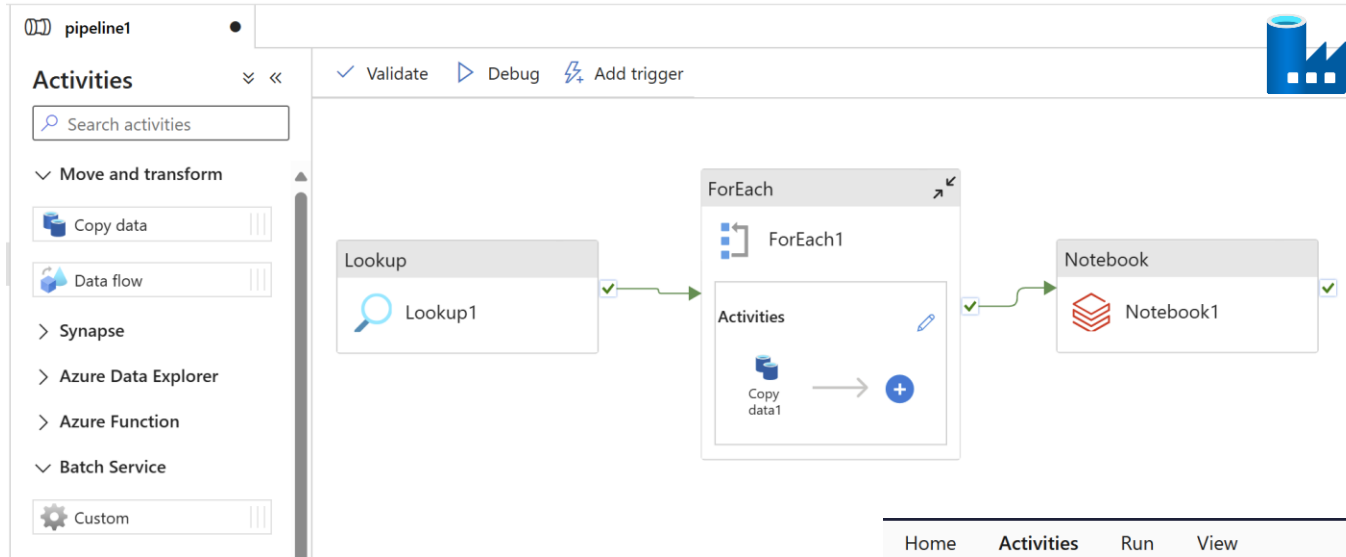 pipeline1
Activities
Search activities
Move and transform
Copy data
Data flow
Synapse
Azure Data Explorer
Azure Function
Batch Service
Custom
Validate Debug Add trigger
Lookup
Lookup1
ForEach
ForEach1
Activities
Copy
data1
Notebook
Notebook1
Home Activities Run View